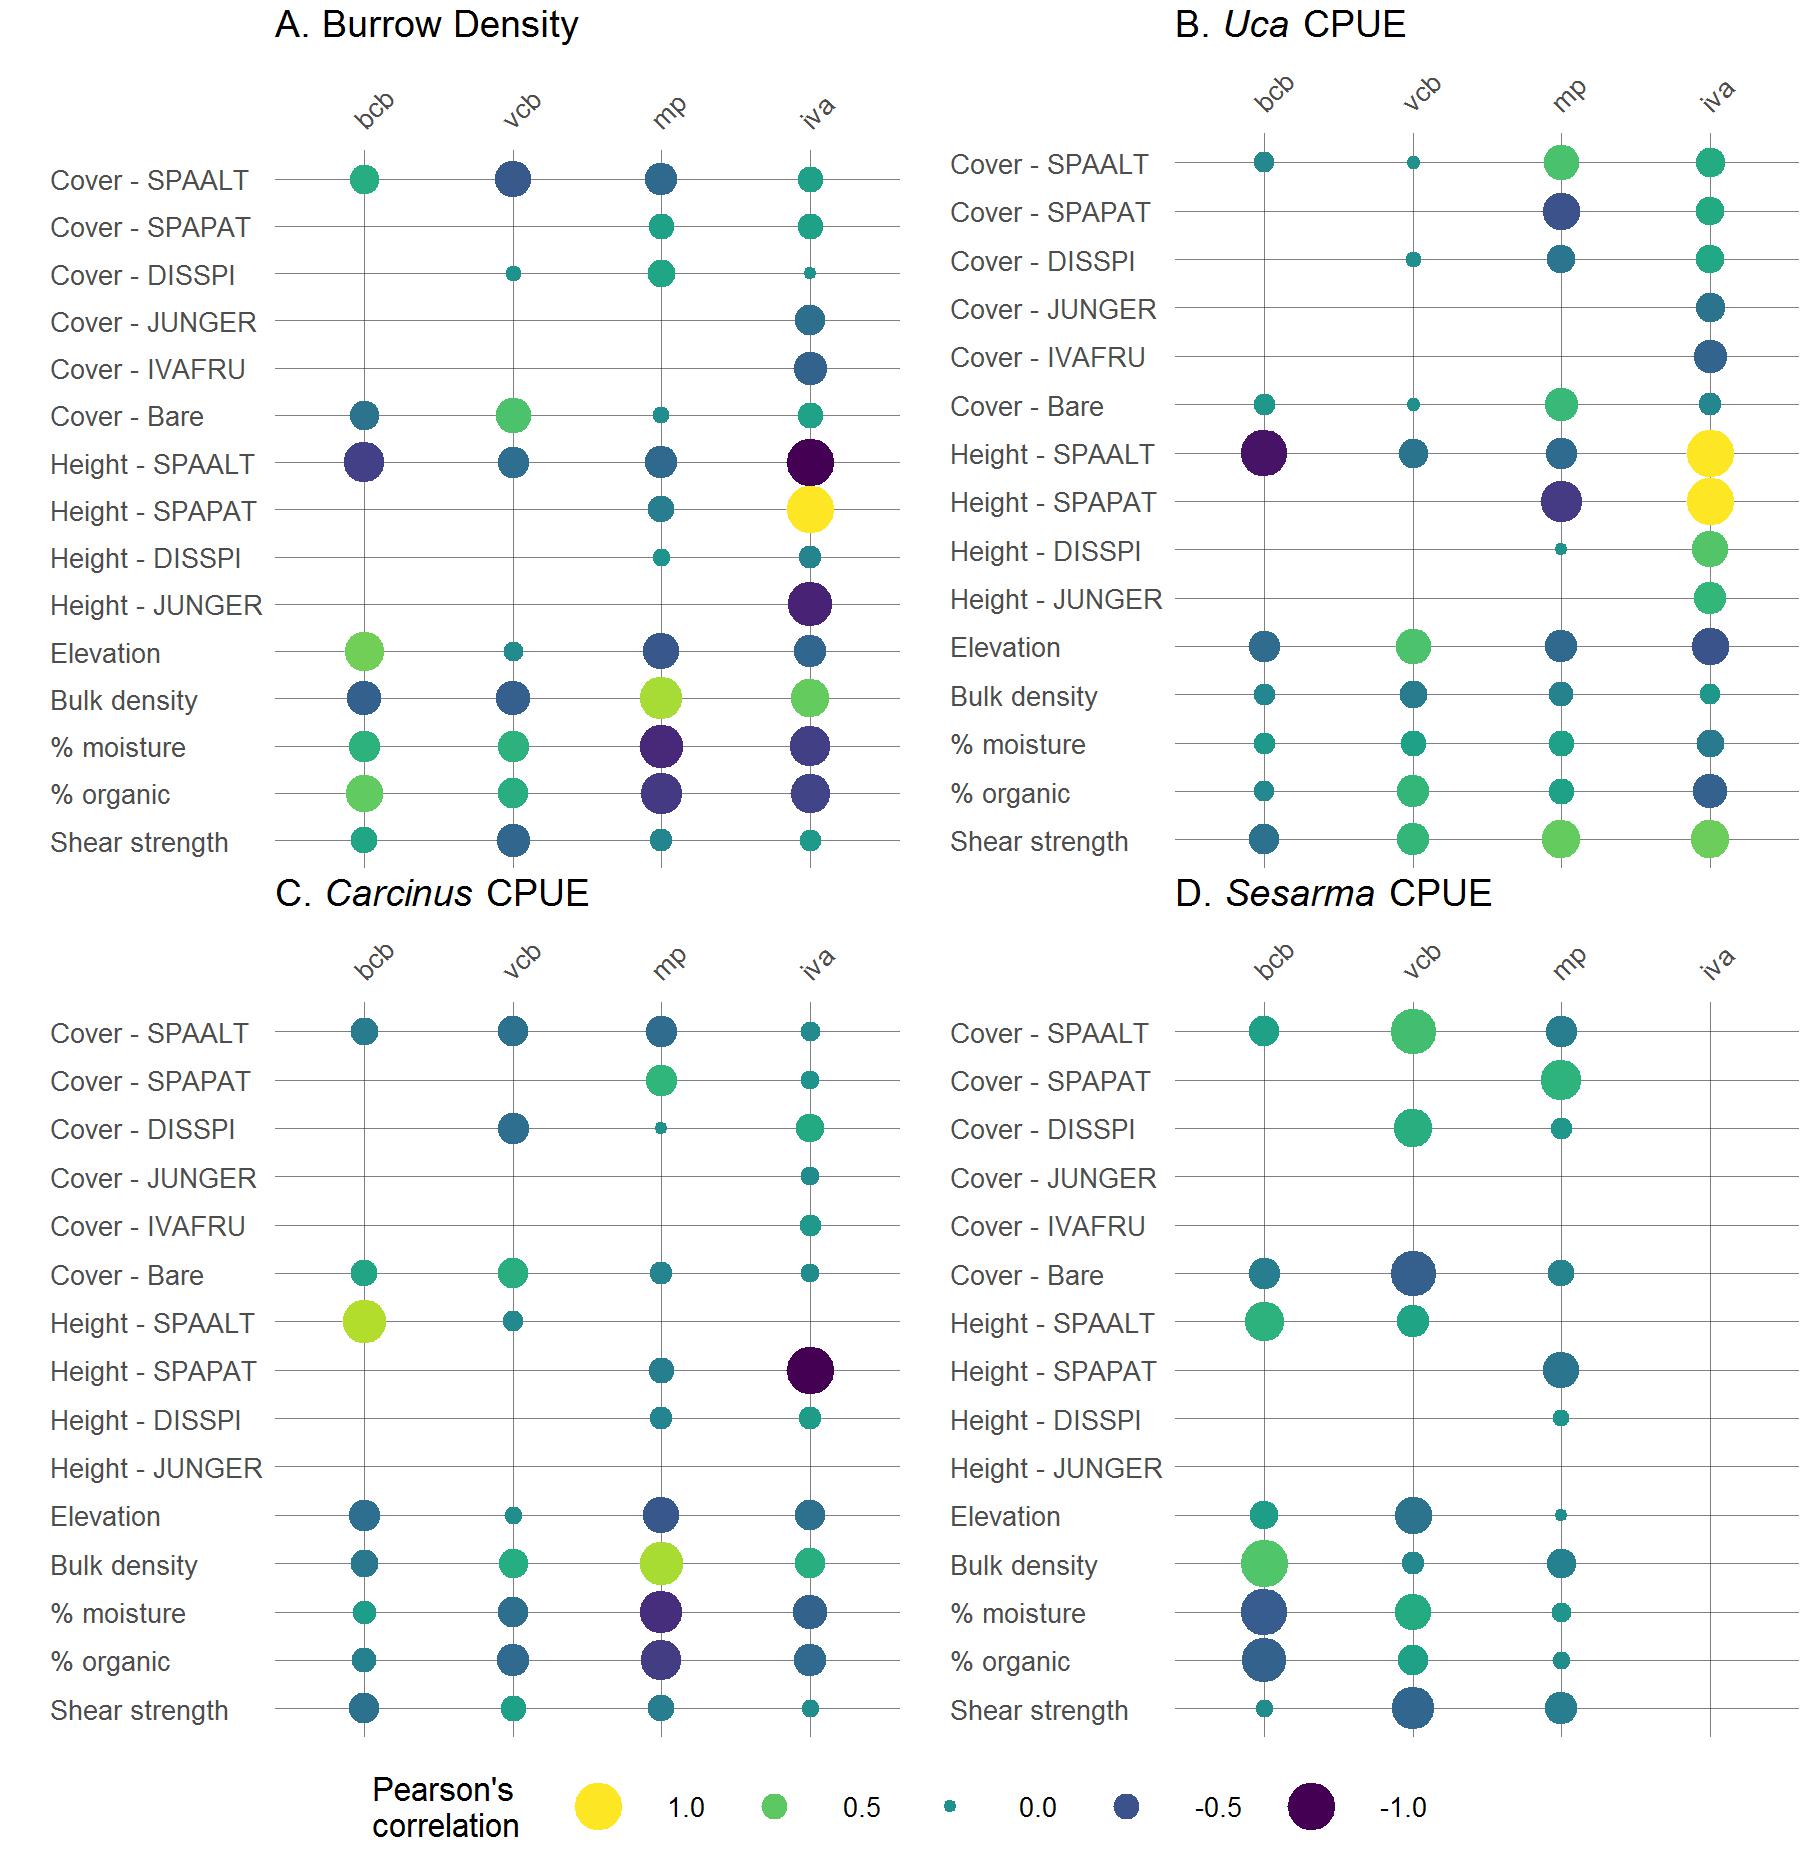 A. Burrow Density
bcb vcb mp iva
Cover - SPAALT
Cover - SPAPAT
Cover - DISSPI
Cover - JUNGER
Cover - IVAFRU
Cover - Bare
Height - SPAALT
Height - SPAPAT
Height - DISSPI
Height - JUNGER
Elevation
Bulk density
% moisture
% organic
Shear strength
B. Uca CPUE
bcb vcb mp iva
Cover - SPAALT
Cover - SPAPAT
Cover - DISSPI
Cover - JUNGER
Cover - IVAFRU
Cover - Bare
Height - SPAALT
Height - SPAPAT
Height - DISSPI
Height - JUNGER
Elevation
Bulk density
% moisture
% organic
Shear strength
C. Carcinus CPUE
bcb vcb mp iva
Cover - SPAALT
Cover - SPAPAT
Cover - DISSPI
Cover - JUNGER
Cover - IVAFRU
Cover - Bare
Height - SPAALT
Height - SPAPAT
Height - DISSPI
Height - JUNGER
Elevation
Bulk density
% moisture
% organic
Shear strength
D. Sesarma CPUE
bcb vcb mp iva
Cover - SPAALT
Cover - SPAPAT
Cover - DISSPI
Cover - JUNGER
Cover - IVAFRU
Cover - Bare
Height - SPAALT
Height - SPAPAT
Height - DISSPI
Height - JUNGER
Elevation
Bulk density
% moisture
% organic
Shear strength
Pearson's
correlation
1.0 0.5 0.0 -0.5 -1.0